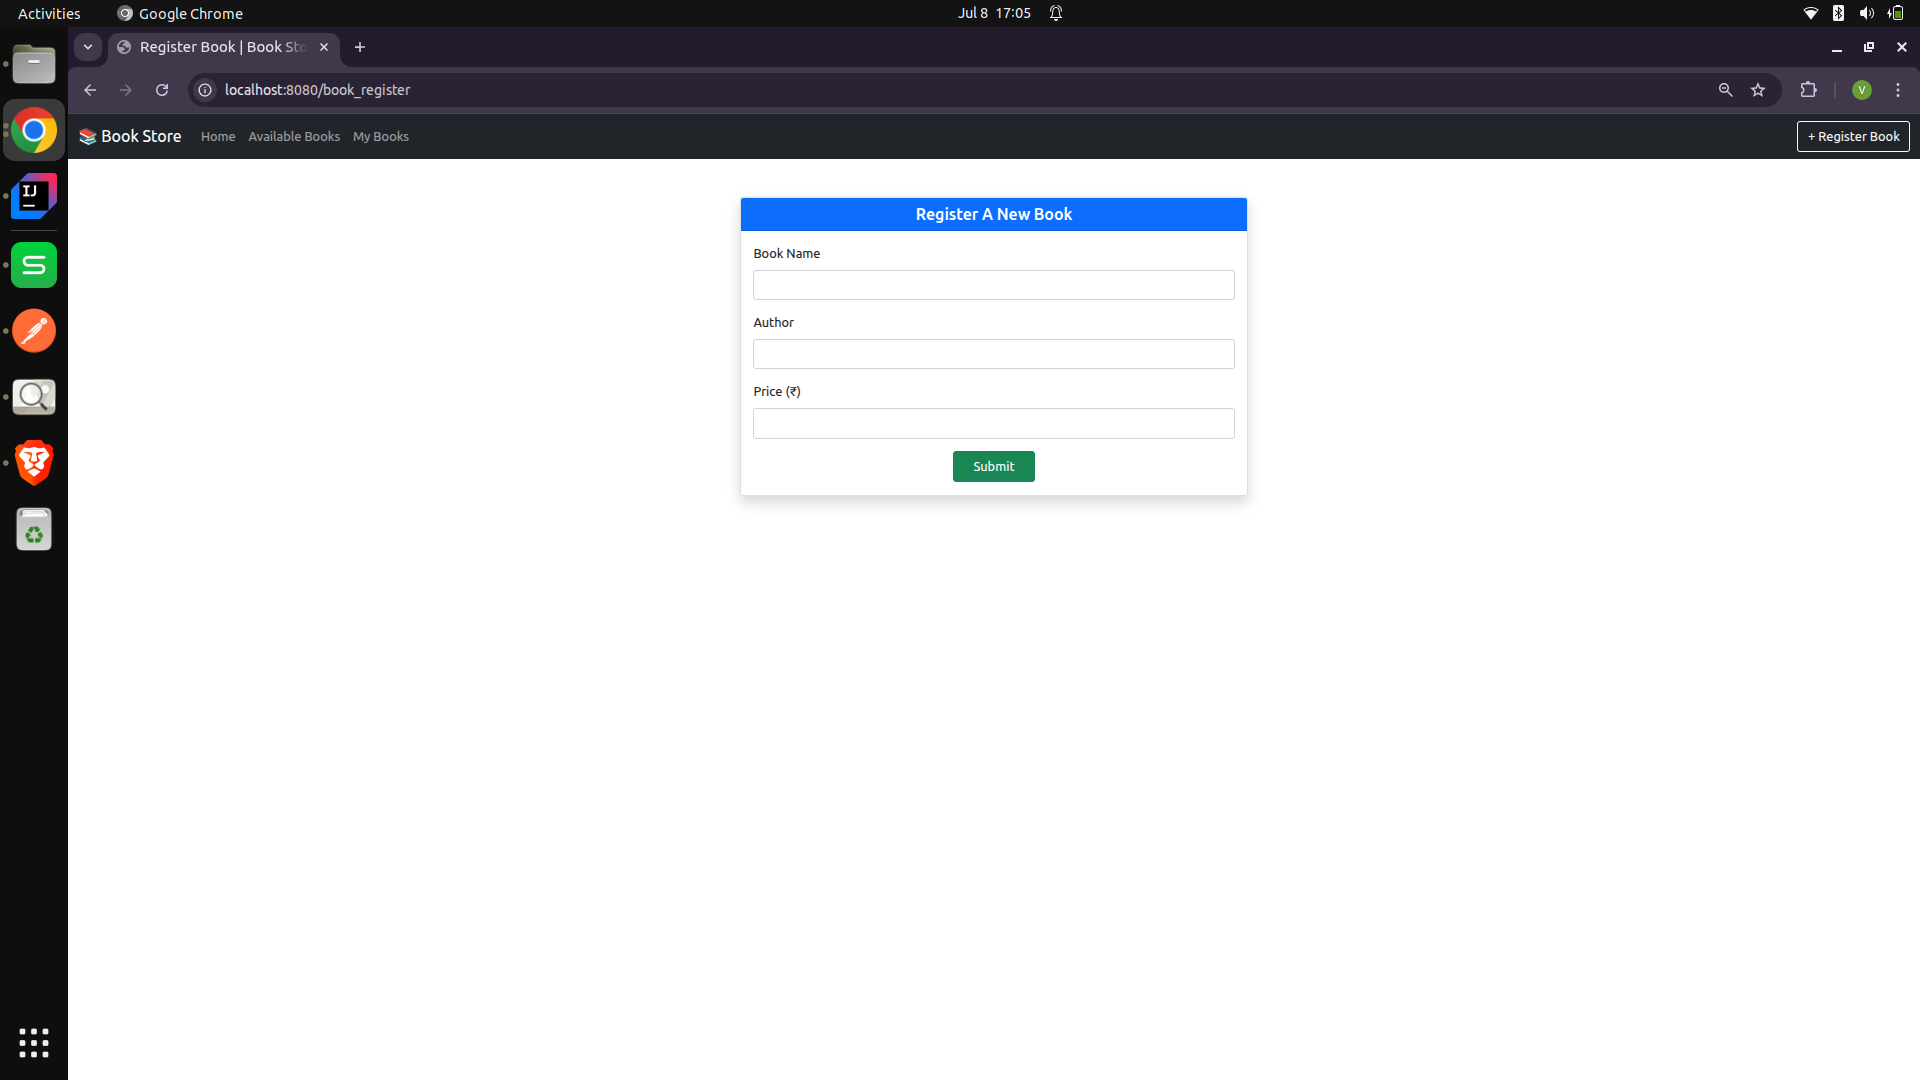 Activities
Google Chrome
Jul 8 17:05
Register Book | Book Sto
localhost:8080/book_register
V
📚 Book Store
Home
Available Books
My Books
+ Register Book
IJ
Register A New Book
Book Name
Author
Price (₹)
Submit